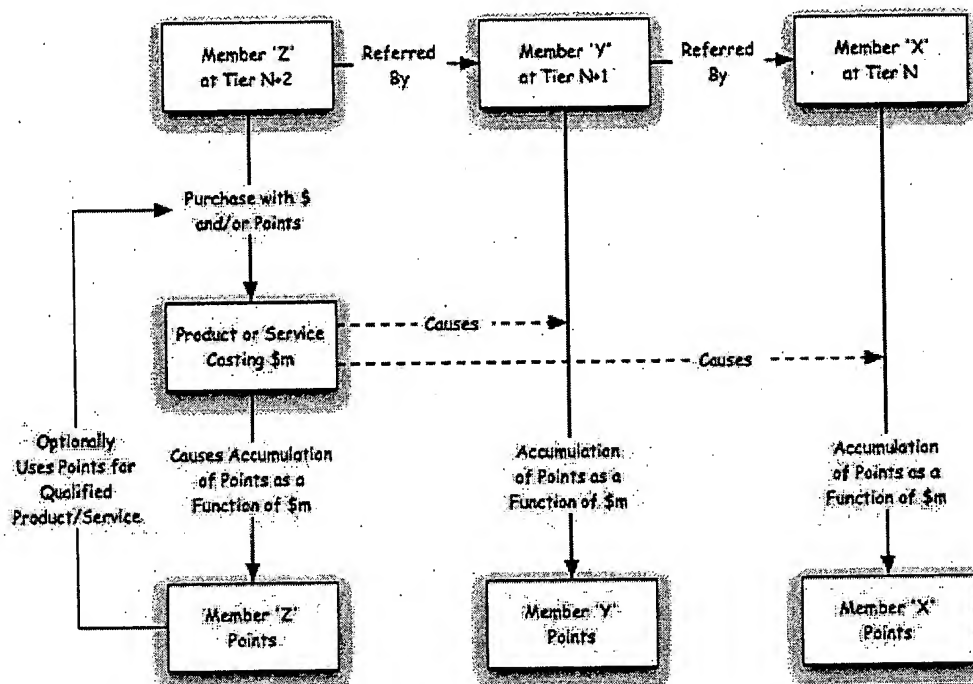 Member "Z"
at Tier N+2
Referred
By
Member "Y"
at Tier N+1
Referred
By
Member "X"
at Tier N
Purchase with $
and/or Points
Product or Service
Costing $m
Causes
Causes
Optionally
Uses Points for
Qualified
Product/Service
Causes Accumulation
of Points as a
Function of $m
Accumulation
of Points as a
Function of $m
Accumulation
of Points as a
Function of $m
Member "Z"
Points
Member "Y"
Points
Member "X"
Points